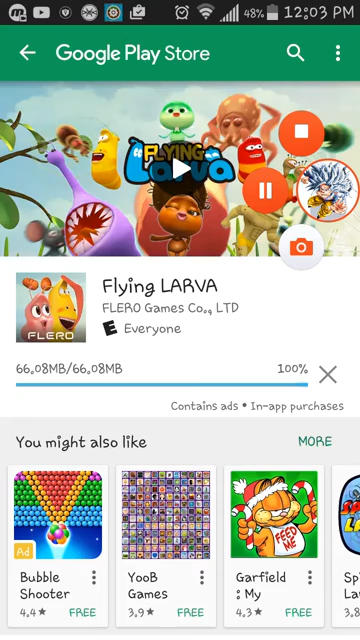 48% 12:03 PM
Google Play Store
FLYING
Larva
Flying LARVA
FLERO Games Co., LTD
E Everyone
FLERO
66.08MB/66.08MB 100%
Contains ads • In-app purchases
You might also like MORE
Ad
FEED ME
Bubble Shooter
4.4★ FREE
YooB Games
3.9★ FREE
Garfield : My
4.3★ FREE
Sp
3.8